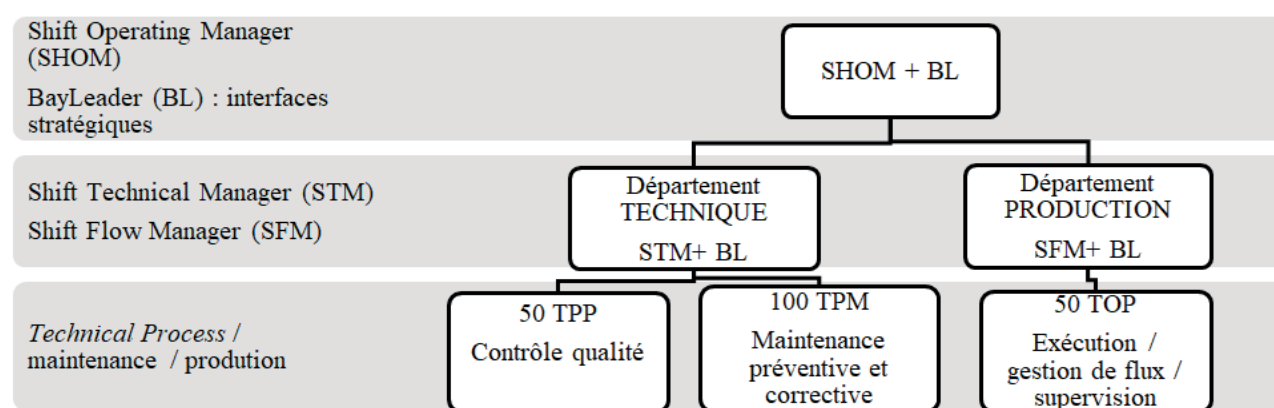 Shift Operating Manager
(SHOM)
BayLeader (BL) : interfaces
stratégiques
SHOM + BL
Shift Technical Manager (STM)
Shift Flow Manager (SFM)
Département
TECHNIQUE
STM+ BL
Département
PRODUCTION
SFM+ BL
Technical Process /
maintenance / prodution
50 TPP
Contrôle qualité
100 TPM
Maintenance
préventive et
corrective
50 TOP
Exécution /
gestion de flux /
supervision